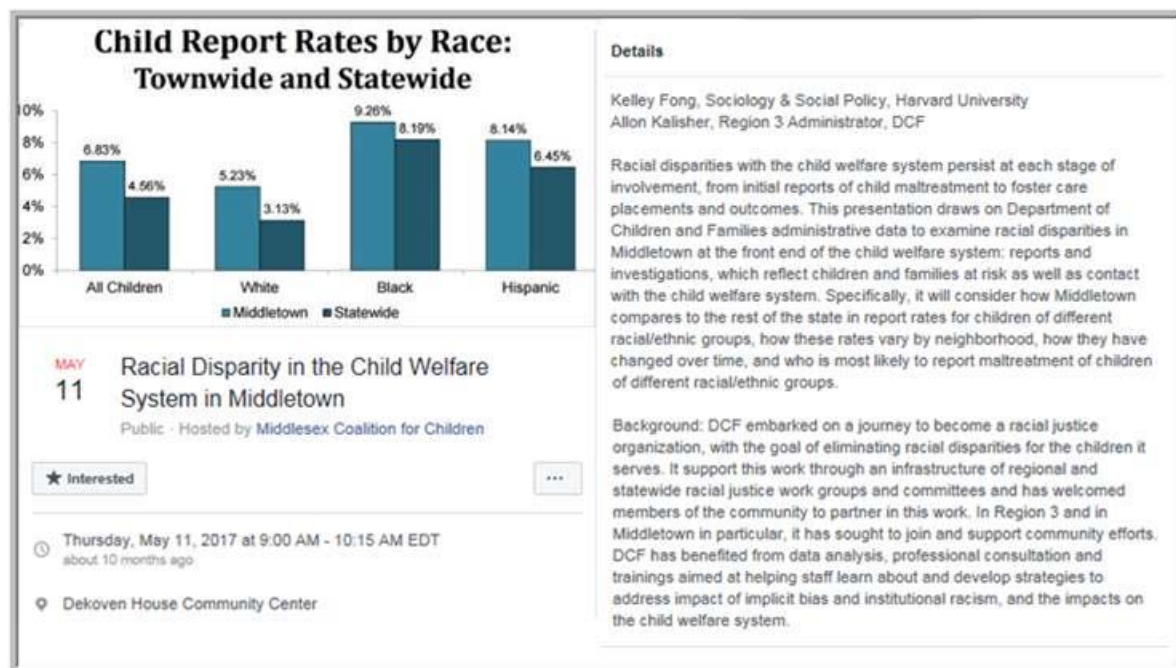 Child Report Rates by Race:
Townwide and Statewide
10%
8%
6%
4%
2%
0%
6.83%
4.56%
5.23%
3.13%
9.26%
8.19%
8.14%
6.45%
All Children
White
Black
Hispanic
Middletown
Statewide
MAY
11
Racial Disparity in the Child Welfare
System in Middletown
Public · Hosted by Middlesex Coalition for Children
★ Interested
...
Thursday, May 11, 2017 at 9:00 AM - 10:15 AM EDT
about 10 months ago
Dekoven House Community Center
Details
Kelley Fong, Sociology & Social Policy, Harvard University
Allon Kalisher, Region 3 Administrator, DCF
Racial disparities with the child welfare system persist at each stage of
involvement, from initial reports of child maltreatment to foster care
placements and outcomes. This presentation draws on Department of
Children and Families administrative data to examine racial disparities in
Middletown at the front end of the child welfare system: reports and
investigations, which reflect children and families at risk as well as contact
with the child welfare system. Specifically, it will consider how Middletown
compares to the rest of the state in report rates for children of different
racial/ethnic groups, how these rates vary by neighborhood, how they have
changed over time, and who is most likely to report maltreatment of children
of different racial/ethnic groups.
Background: DCF embarked on a journey to become a racial justice
organization, with the goal of eliminating racial disparities for the children it
serves. It support this work through an infrastructure of regional and
statewide racial justice work groups and committees and has welcomed
members of the community to partner in this work. In Region 3 and in
Middletown in particular, it has sought to join and support community efforts.
DCF has benefited from data analysis, professional consultation and
trainings aimed at helping staff learn about and develop strategies to
address impact of implicit bias and institutional racism, and the impacts on
the child welfare system.